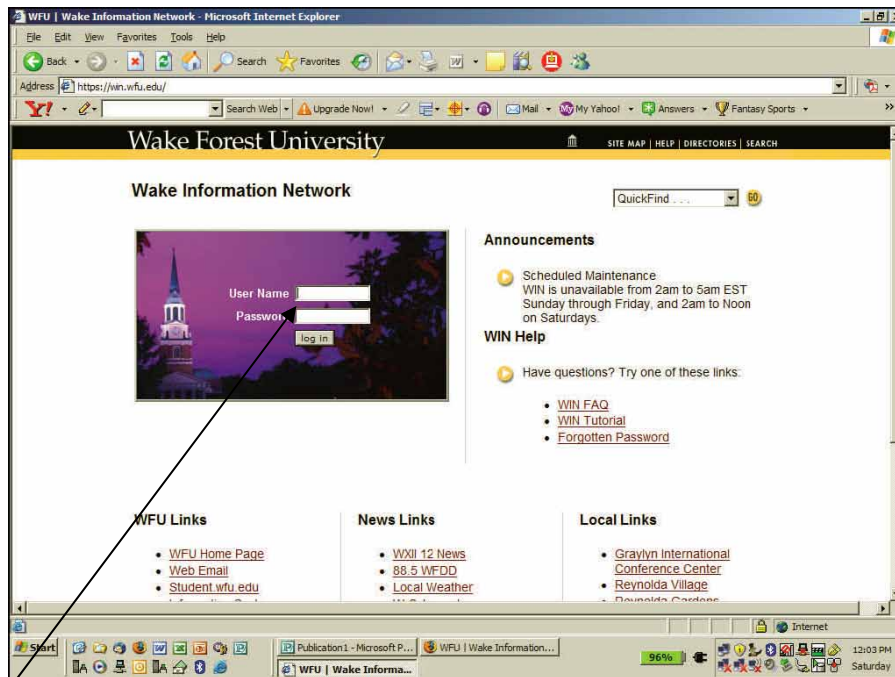 WFU | Wake Information Network - Microsoft Internet Explorer
File Edit View Favorites Tools Help
Back Search Favorites
Address https://win.wfu.edu/
Y! Search Web Upgrade Now! Mail My Yahoo! Answers Fantasy Sports »
Wake Forest University
SITE MAP | HELP | DIRECTORIES | SEARCH
Wake Information Network
QuickFind . . . GO
Announcements
Scheduled Maintenance
WIN is unavailable from 2am to 5am EST
Sunday through Friday, and 2am to Noon
on Saturdays.
User Name
Passwor
log in
WIN Help
Have questions? Try one of these links:
• WIN FAQ
• WIN Tutorial
• Forgotten Password
WFU Links
• WFU Home Page
• Web Email
• Student.wfu.edu
News Links
• WXII 12 News
• 88.5 WFDD
• Local Weather
Local Links
• Graylyn International
Conference Center
• Reynolda Village
• Reynolda Gardens
Internet
Start Publication1 - Microsoft P... WFU | Wake Information... 96% 12:03 PM
WFU | Wake Informa... Saturday